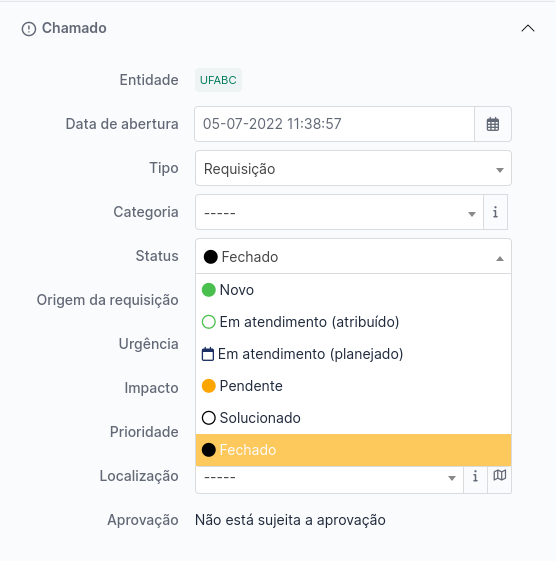 Chamado
Entidade UFABC
Data de abertura 05-07-2022 11:38:57
Tipo Requisição
Categoria ----- i
Status Fechado
Novo
Origem da requisição
Em atendimento (atribuído)
Urgência
Em atendimento (planejado)
Impacto
Pendente
Solucionado
Prioridade
Fechado
Localização ----- i
Aprovação Não está sujeita a aprovação